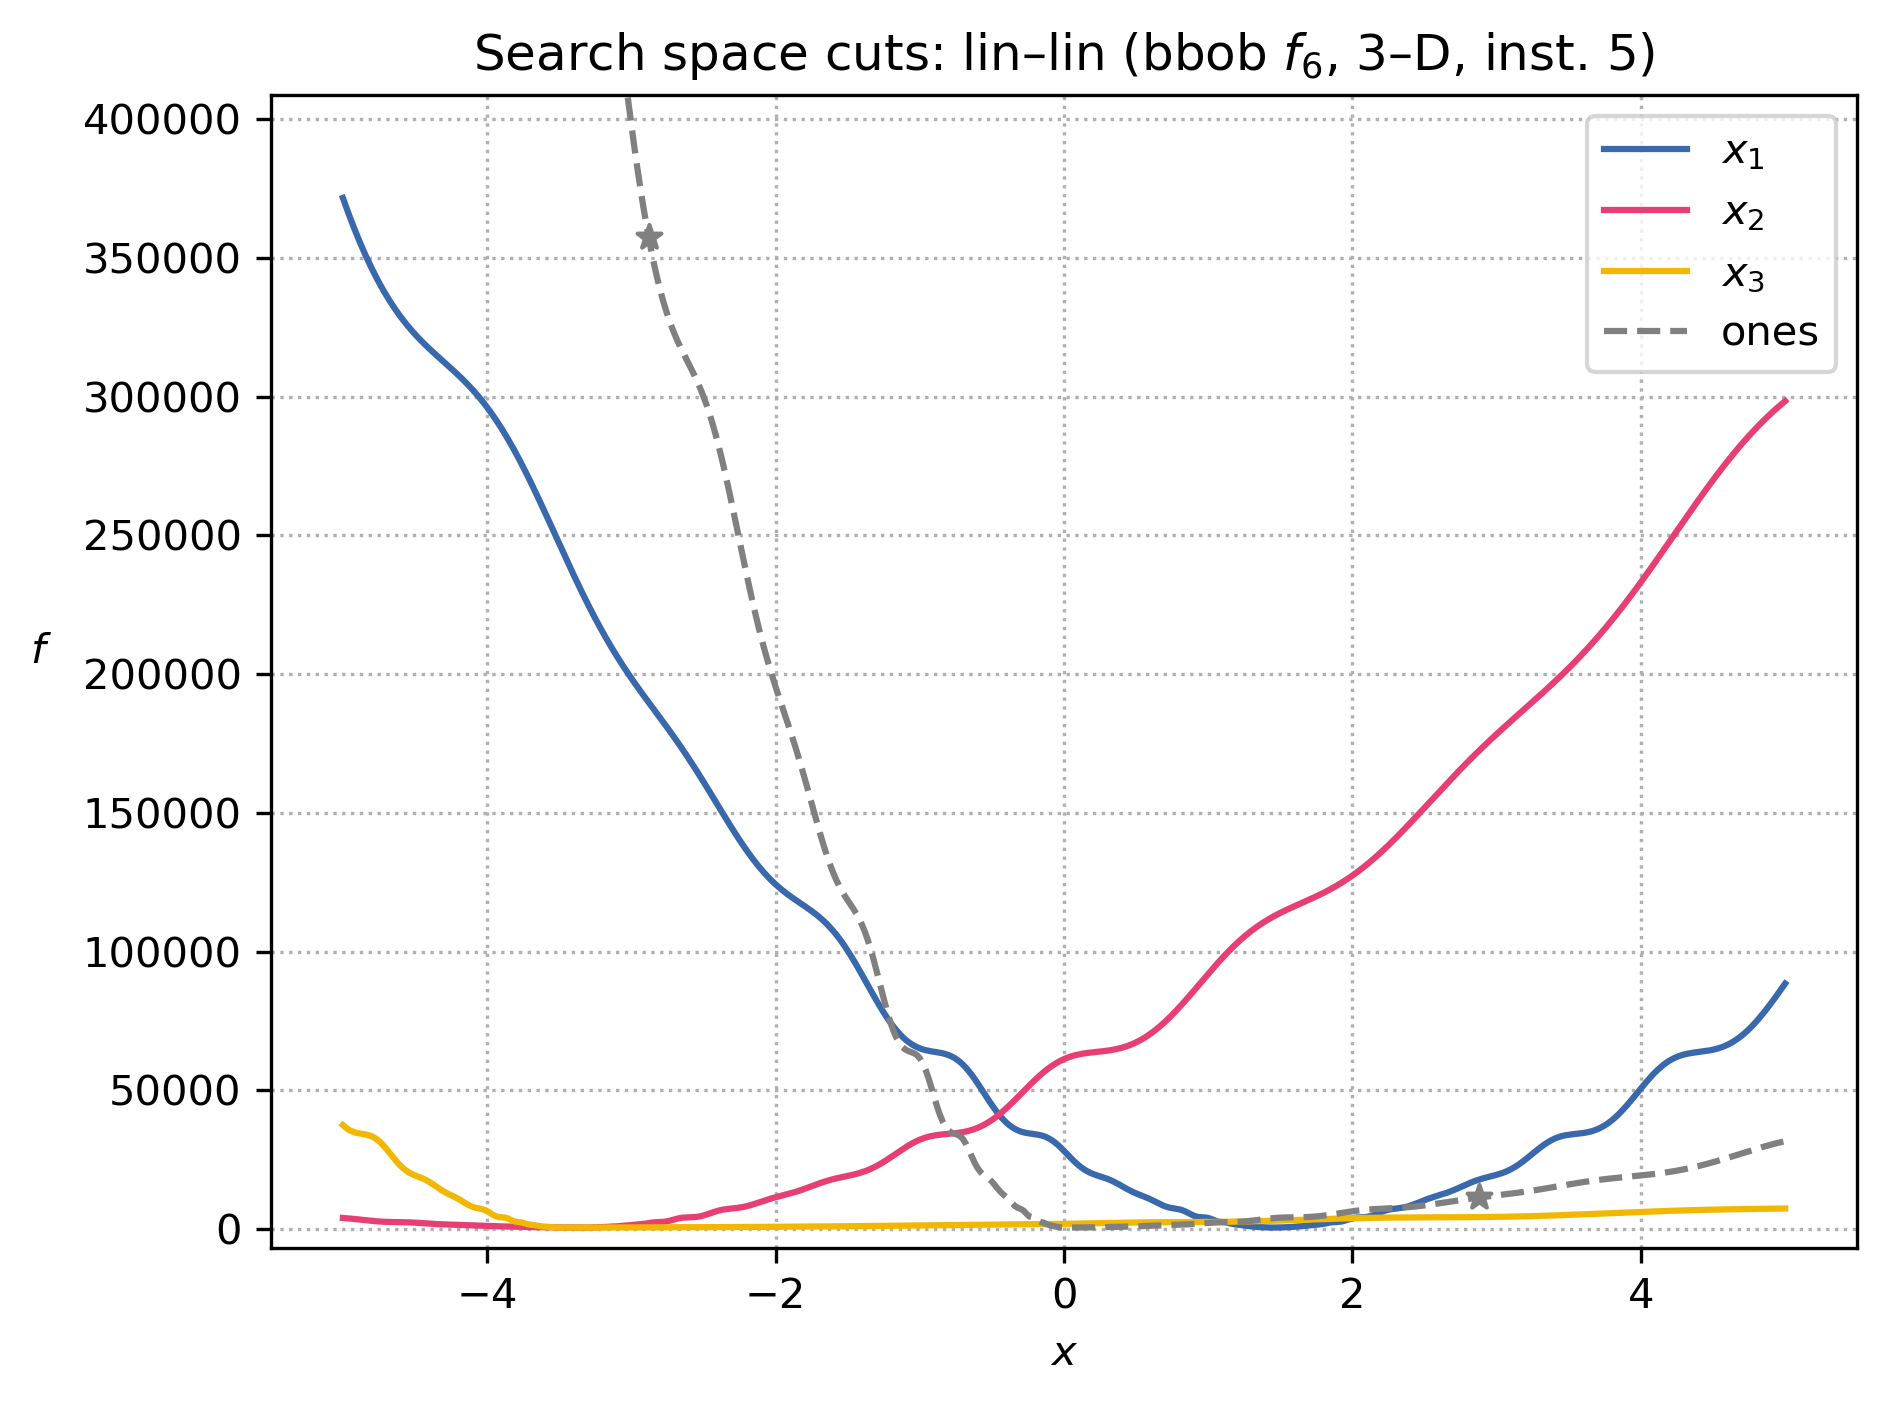 Search space cuts: lin–lin (bbob f₆, 3–D, inst. 5)
400000
350000
300000
250000
200000
150000
100000
50000
0
f
x₁
x₂
x₃
ones
−4 −2 0 2 4
x